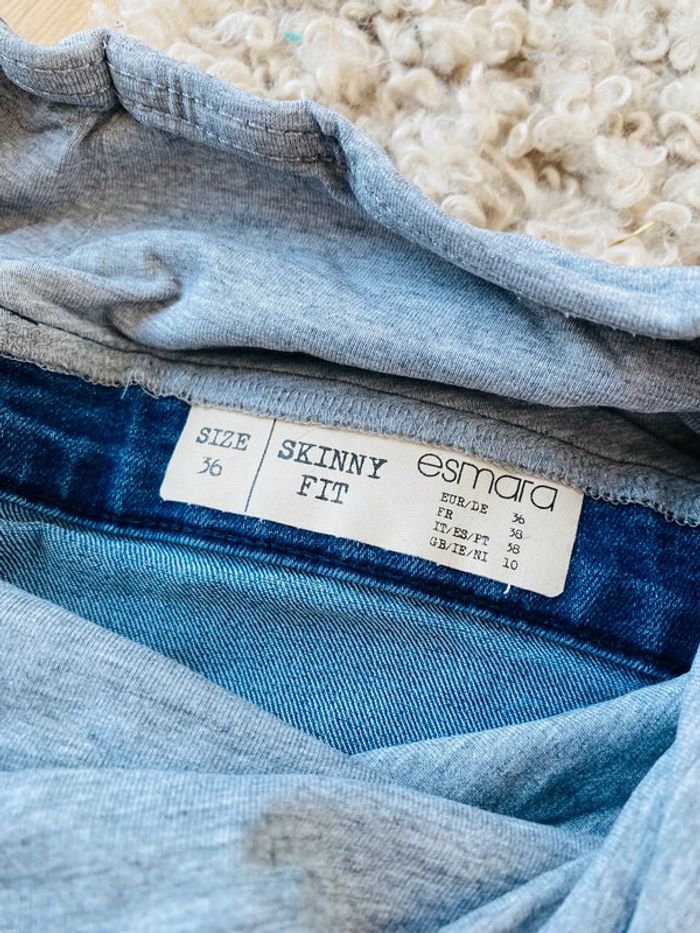 SIZE
36
SKINNY
FIT
esmara
EUR/DE 36
FR 38
IT/ES/PT 38
GB/IE/NI 10